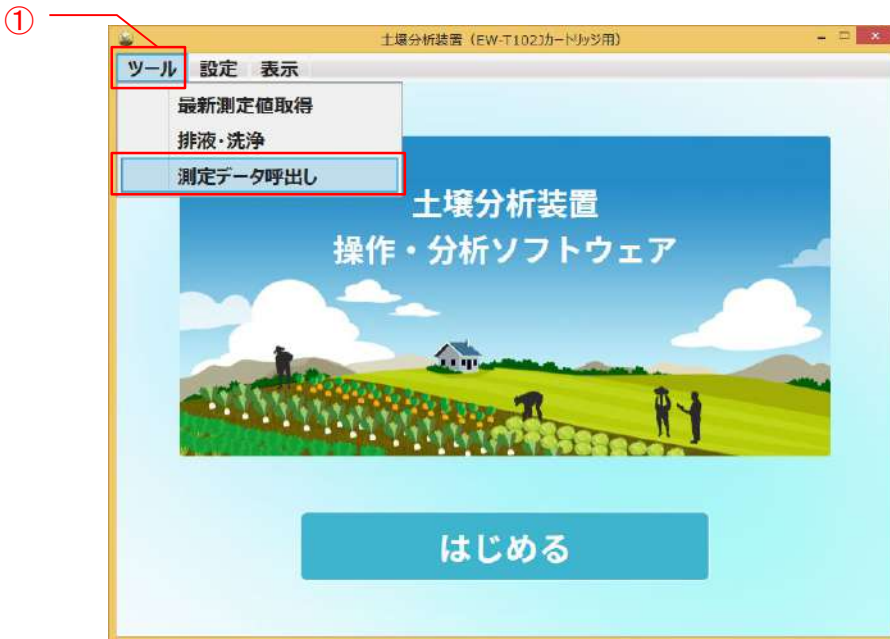 ①
土壌分析装置（EW-T102Jカートリッジ用）
ツール 設定 表示
最新測定値取得
排液・洗浄
測定データ呼出し
土壌分析装置
操作・分析ソフトウェア
はじめる